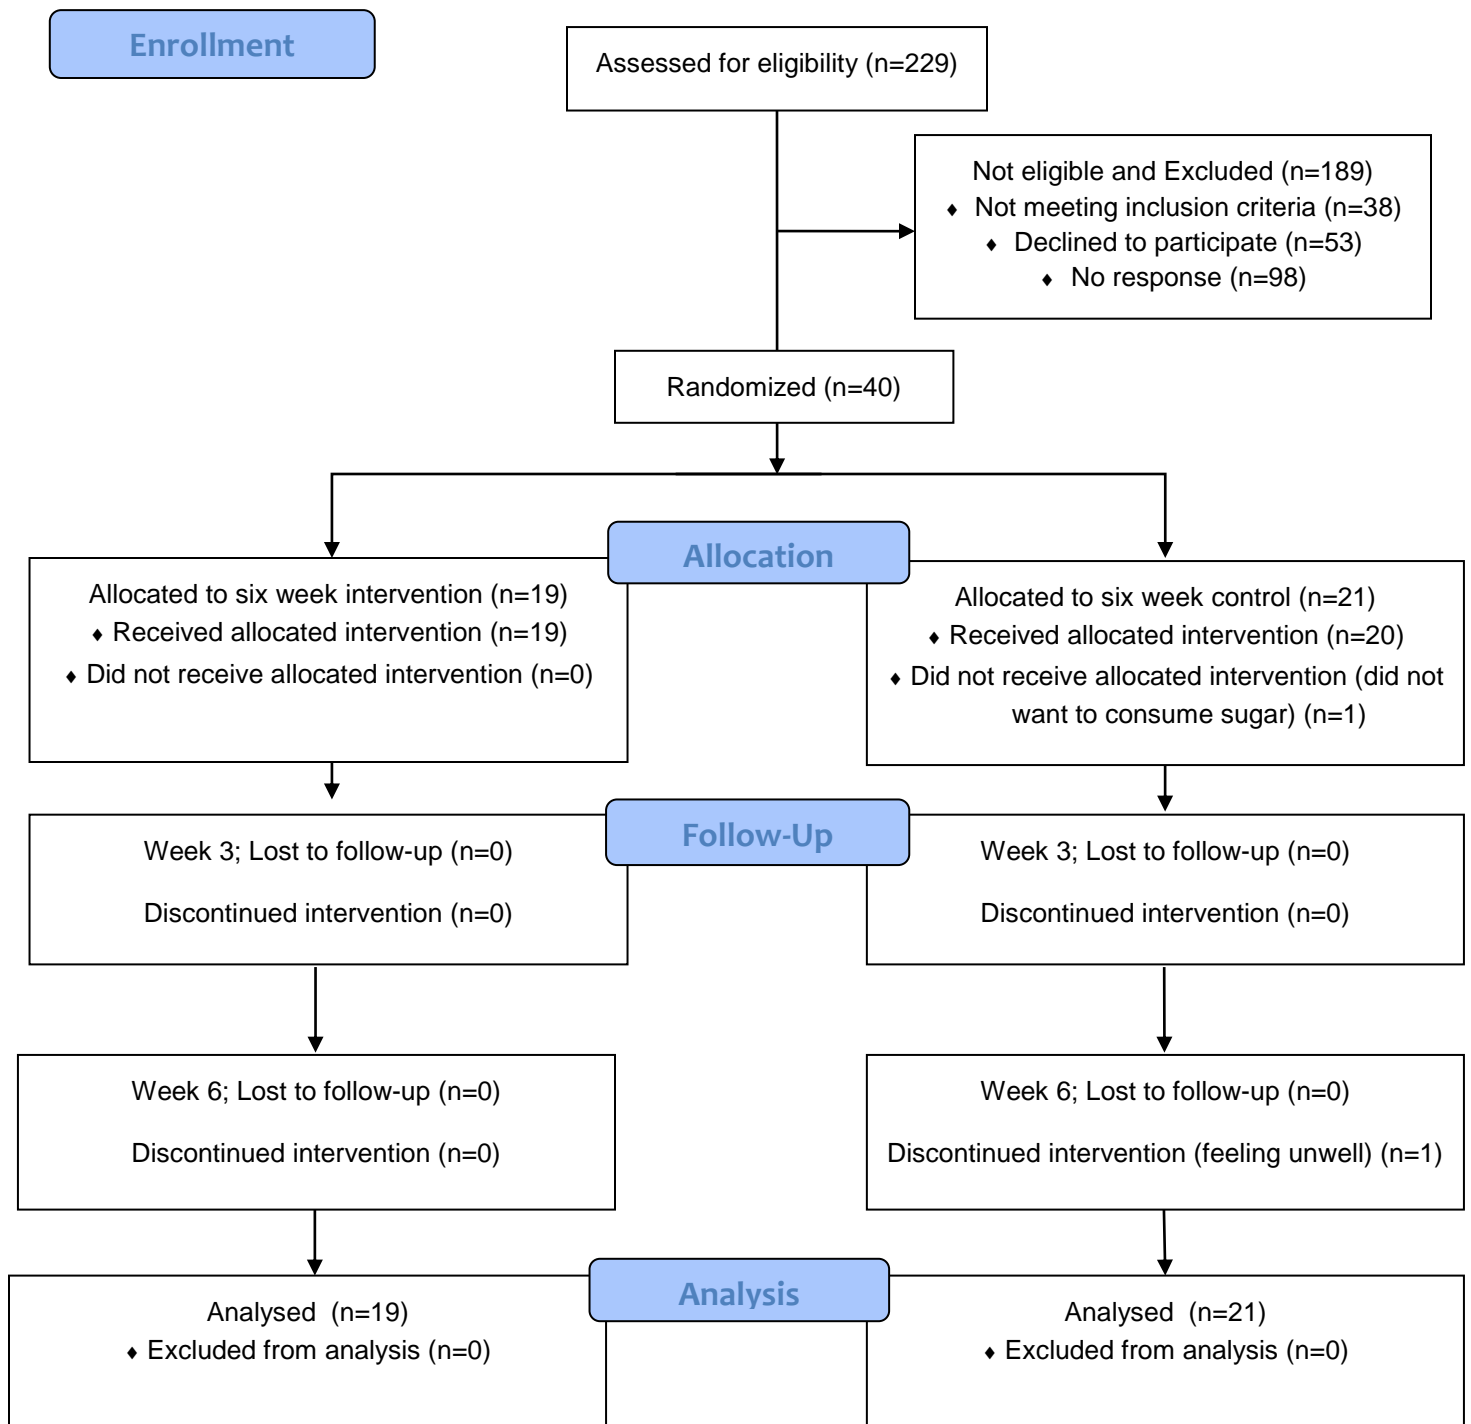 Enrollment
Assessed for eligibility (n=229)
Not eligible and Excluded (n=189)
♦ Not meeting inclusion criteria (n=38)
♦ Declined to participate (n=53)
♦ No response (n=98)
Randomized (n=40)
Allocation
Allocated to six week intervention (n=19)
♦ Received allocated intervention (n=19)
♦ Did not receive allocated intervention (n=0)
Allocated to six week control (n=21)
♦ Received allocated intervention (n=20)
♦ Did not receive allocated intervention (did not
want to consume sugar) (n=1)
Follow-Up
Week 3; Lost to follow-up (n=0)
Discontinued intervention (n=0)
Week 3; Lost to follow-up (n=0)
Discontinued intervention (n=0)
Week 6; Lost to follow-up (n=0)
Discontinued intervention (n=0)
Week 6; Lost to follow-up (n=0)
Discontinued intervention (feeling unwell) (n=1)
Analysis
Analysed (n=19)
♦ Excluded from analysis (n=0)
Analysed (n=21)
♦ Excluded from analysis (n=0)